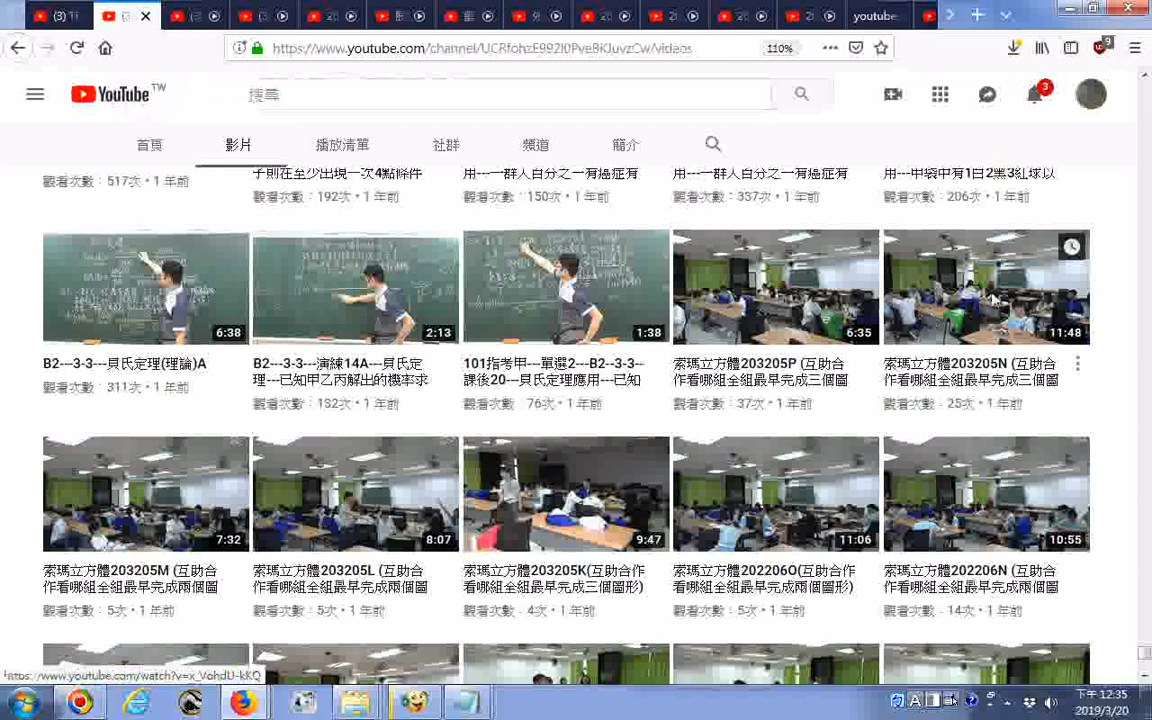 (3)
https://www.youtube.com/channel/UCRfohzE992I0PveBKJuyzCw/videos
110%
9
YouTube TW
搜尋
3
首頁
影片
播放清單
社群
頻道
簡介
觀看次數：517次・1 年前
子則在至少出現一次4點條件
觀看次數：192次・1 年前
用---一群人百分之一有癌症有
觀看次數：150次・1 年前
用---一群人百分之一有癌症有
觀看次數：337次・1 年前
用---甲袋中有1白2黑3紅球以
觀看次數：206次・1 年前
6:38
2:13
1:38
6:35
11:48
B2---3-3---貝氏定理(理論)A
觀看次數：311次・1 年前
B2---3-3---演練14A---貝氏定
理---已知甲乙丙解出的機率求
觀看次數：132次・1 年前
101指考甲---單選2---B2--3-3---
課後20---貝氏定理應用---已知
觀看次數：76次・1 年前
索瑪立方體203205P (互助合
作看哪組全組最早完成三個圖
觀看次數：37次・1 年前
索瑪立方體203205N (互助合
作看哪組全組最早完成三個圖
觀看次數：25次・1 年前
7:32
8:07
9:47
11:06
10:55
索瑪立方體203205M (互助合
作看哪組全組最早完成兩個圖
觀看次數：5次・1 年前
索瑪立方體203205L (互助合
作看哪組全組最早完成兩個圖
觀看次數：5次・1 年前
索瑪立方體203205K(互助合
作看哪組全組最早完成三個圖形)
觀看次數：4次・1 年前
索瑪立方體202206O(互助合作
看哪組全組最早完成兩個圖形)
觀看次數：5次・1 年前
索瑪立方體202206N (互助合
作看哪組全組最早完成兩個圖
觀看次數：14次・1 年前
https://www.youtube.com/watch?v=x_VohdU-kKQ
下午 12:35
2019/3/20